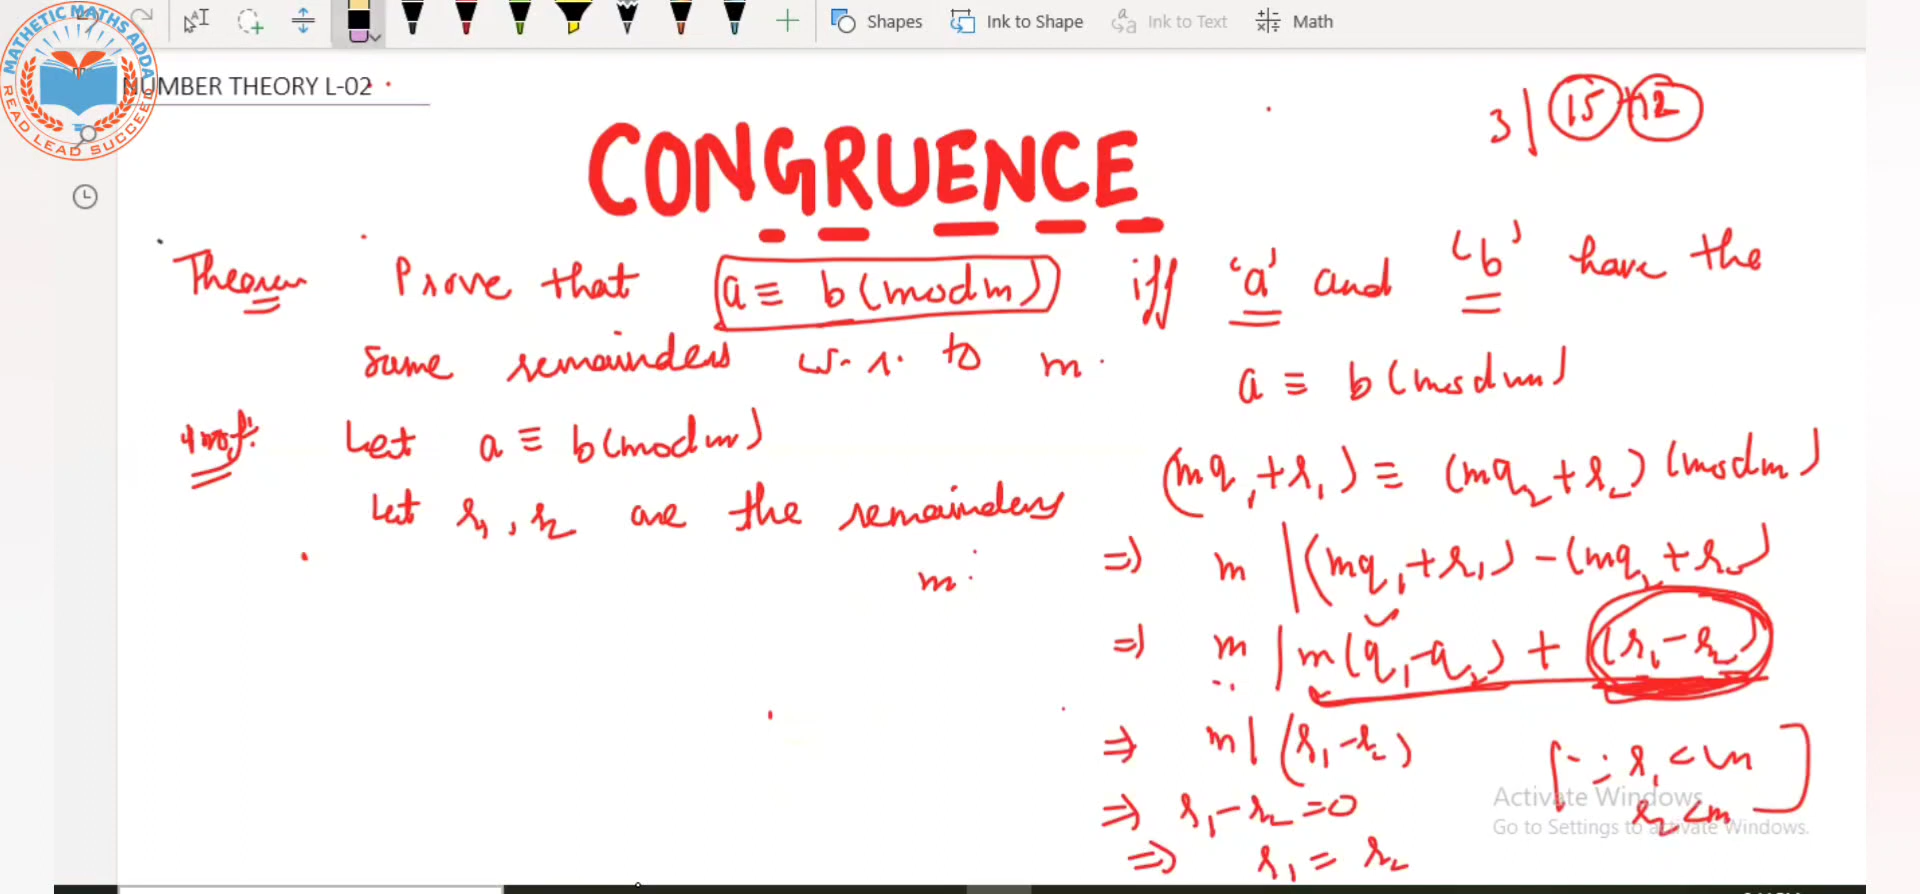 Shapes Ink to Shape Ink to Text Math
MATHETIC MATHS ADDA
READ LEAD SUCCEED
NUMBER THEORY L-02
3 | 15 + 12
CONGRUENCE
Theorem Prove that a ≡ b (mod m) iff 'a' and 'b' have the
same remainders w.r. to m.
Proof: Let a ≡ b (mod m)
Let r₁, r₂ are the remainders
m.
a ≡ b (mod m)
(mq₁ + r₁) ≡ (mq₂ + r₂) (mod m)
=> m | (mq₁ + r₁) - (mq₂ + r₂)
=> m | m(q₁ - q₂) + (r₁ - r₂)
=> m | (r₁ - r₂) [∵ r₁ < m
=> r₁ - r₂ = 0 r₂ < m ]
=> r₁ = r₂
Activate Windows
Go to Settings to activate Windows.